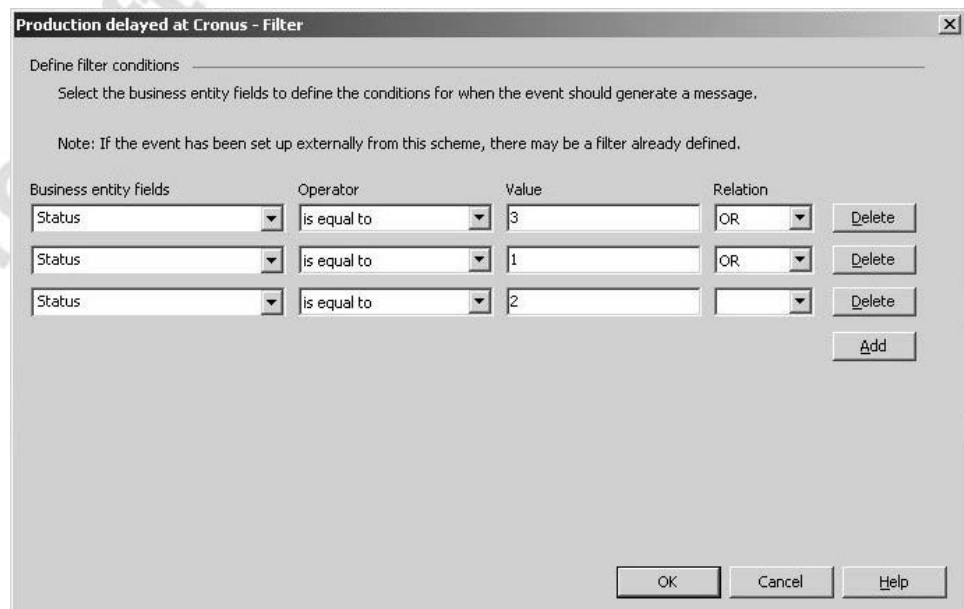 Production delayed at Cronus - Filter
Define filter conditions
Select the business entity fields to define the conditions for when the event should generate a message.
Note: If the event has been set up externally from this scheme, there may be a filter already defined.
Business entity fields Operator Value Relation
Status is equal to 3 OR Delete
Status is equal to 1 OR Delete
Status is equal to 2 Delete
Add
OK Cancel Help